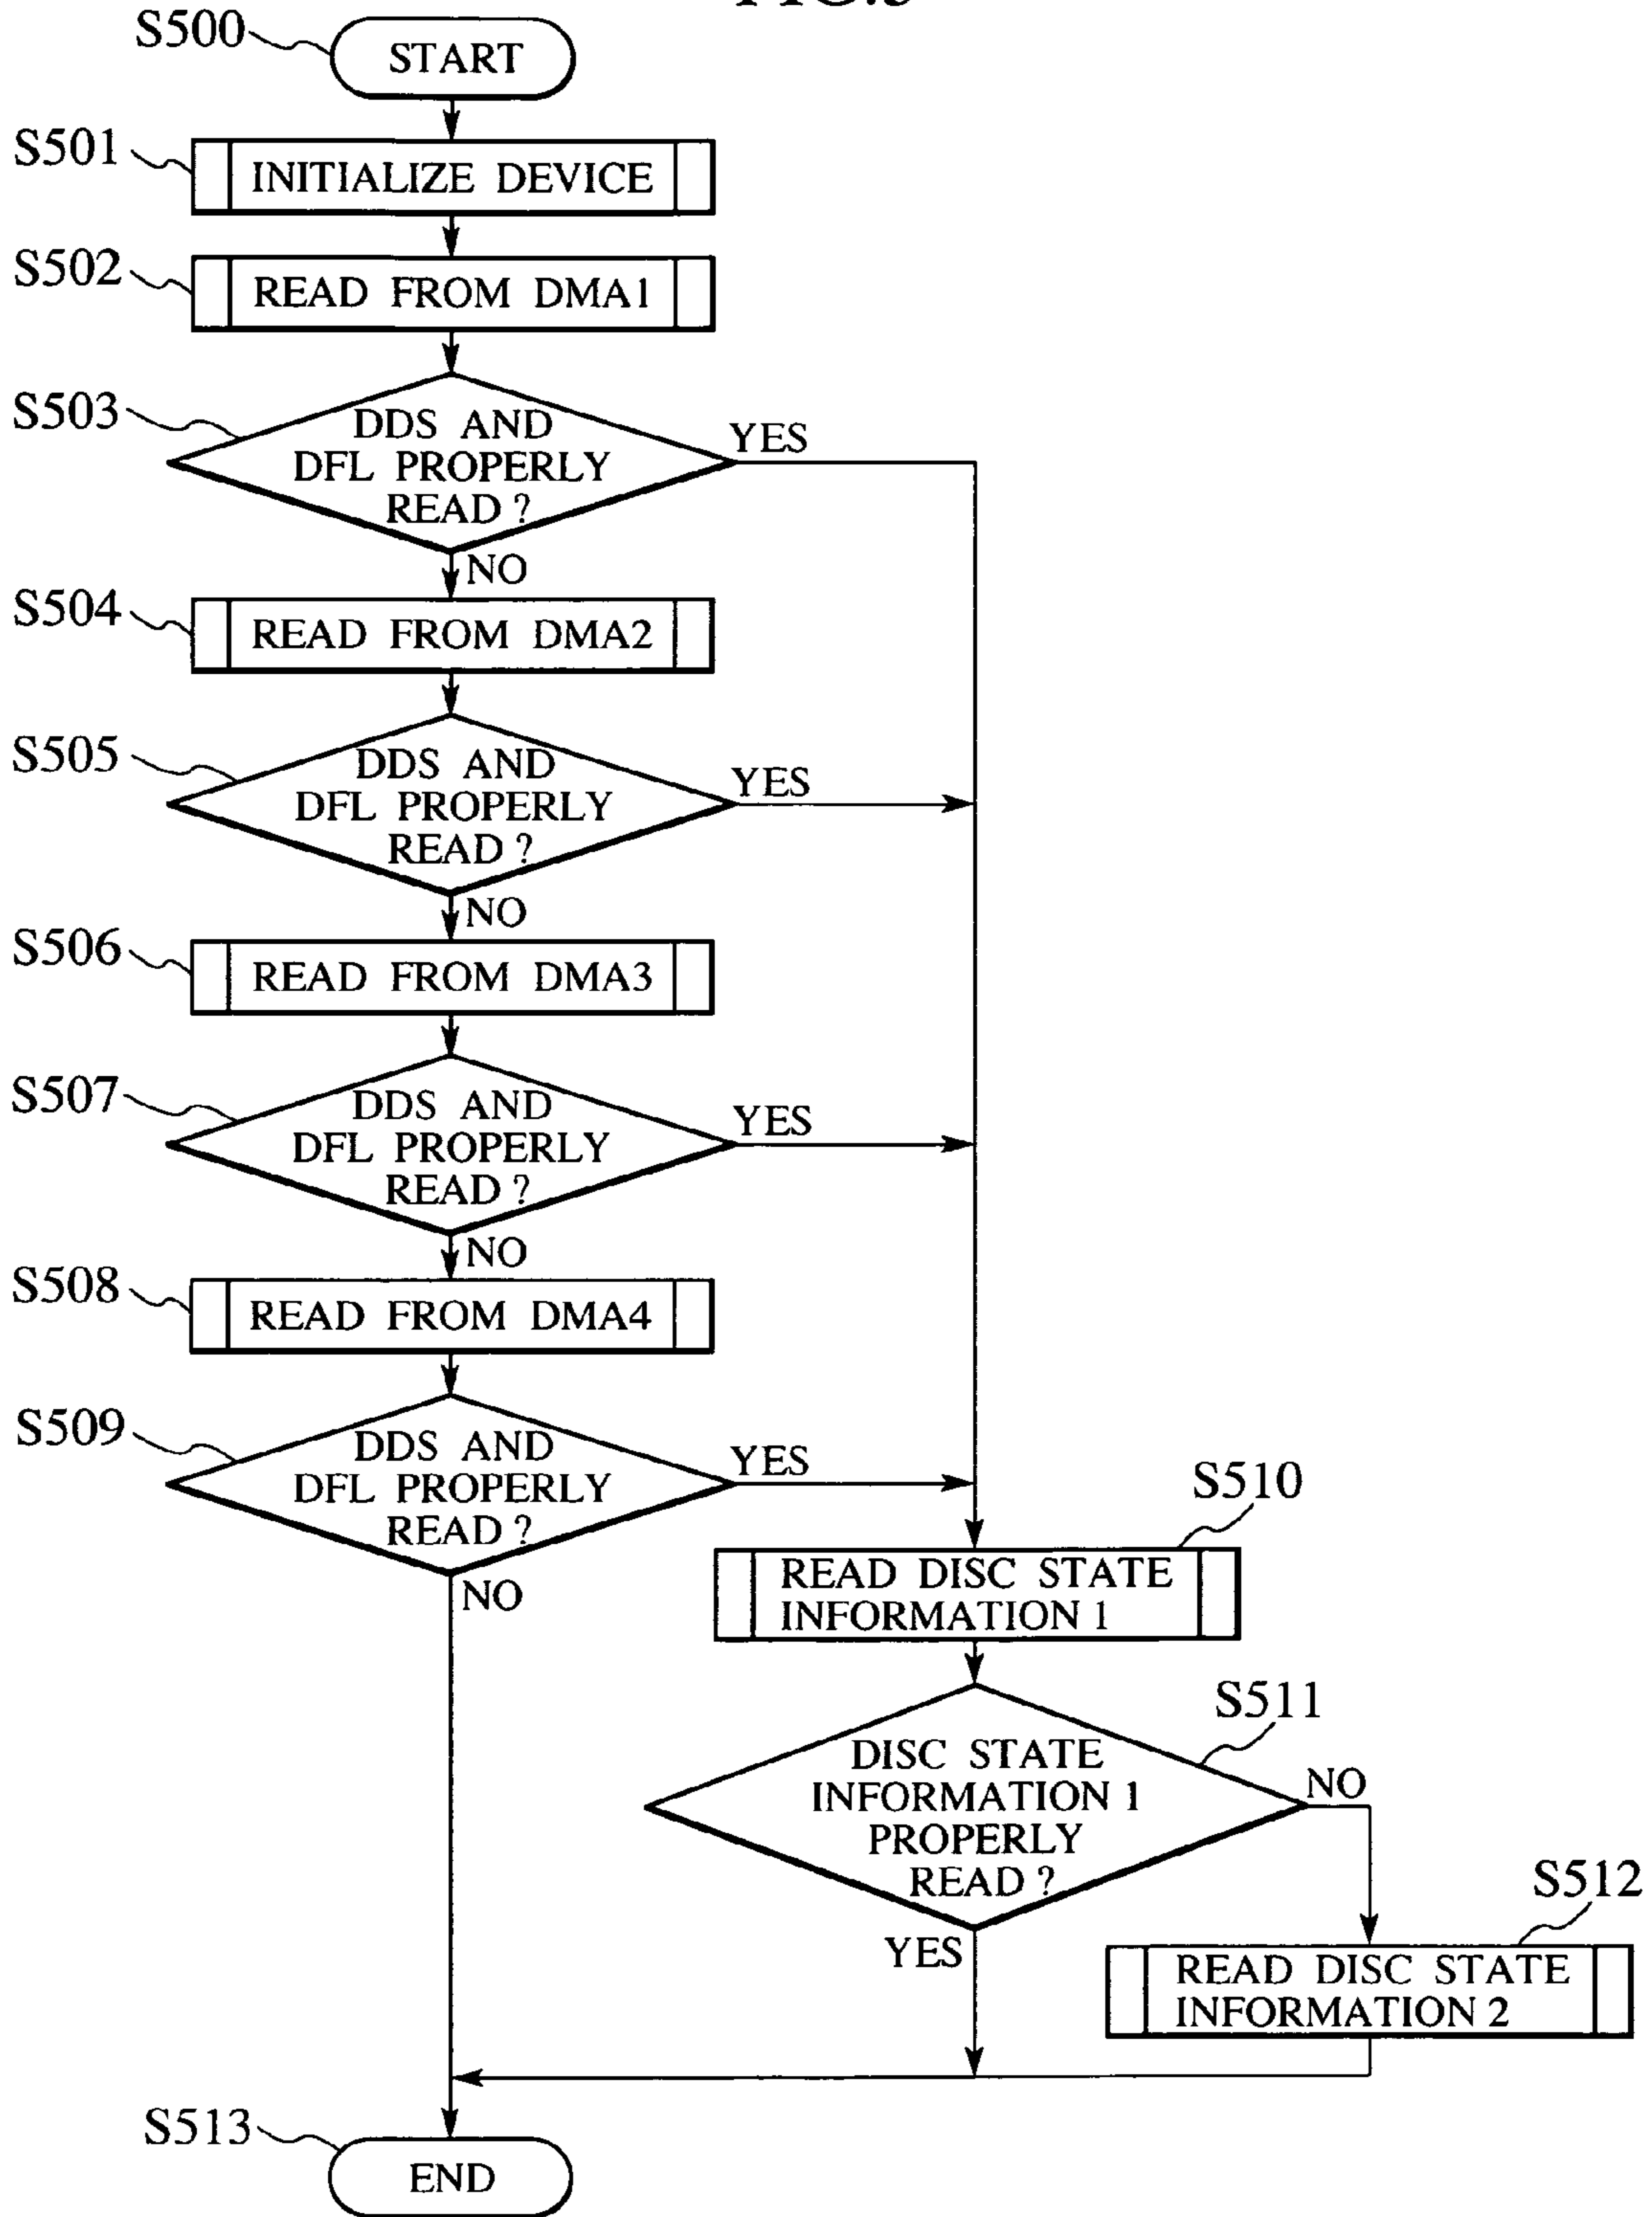 S500
START
S501
INITIALIZE DEVICE
S502
READ FROM DMA1
S503
DDS AND
DFL PROPERLY
READ ?
YES
NO
S504
READ FROM DMA2
S505
DDS AND
DFL PROPERLY
READ ?
YES
NO
S506
READ FROM DMA3
S507
DDS AND
DFL PROPERLY
READ ?
YES
NO
S508
READ FROM DMA4
S509
DDS AND
DFL PROPERLY
READ ?
YES
NO
S510
READ DISC STATE
INFORMATION 1
S511
DISC STATE
INFORMATION 1
PROPERLY
READ ?
NO
YES
S512
READ DISC STATE
INFORMATION 2
S513
END